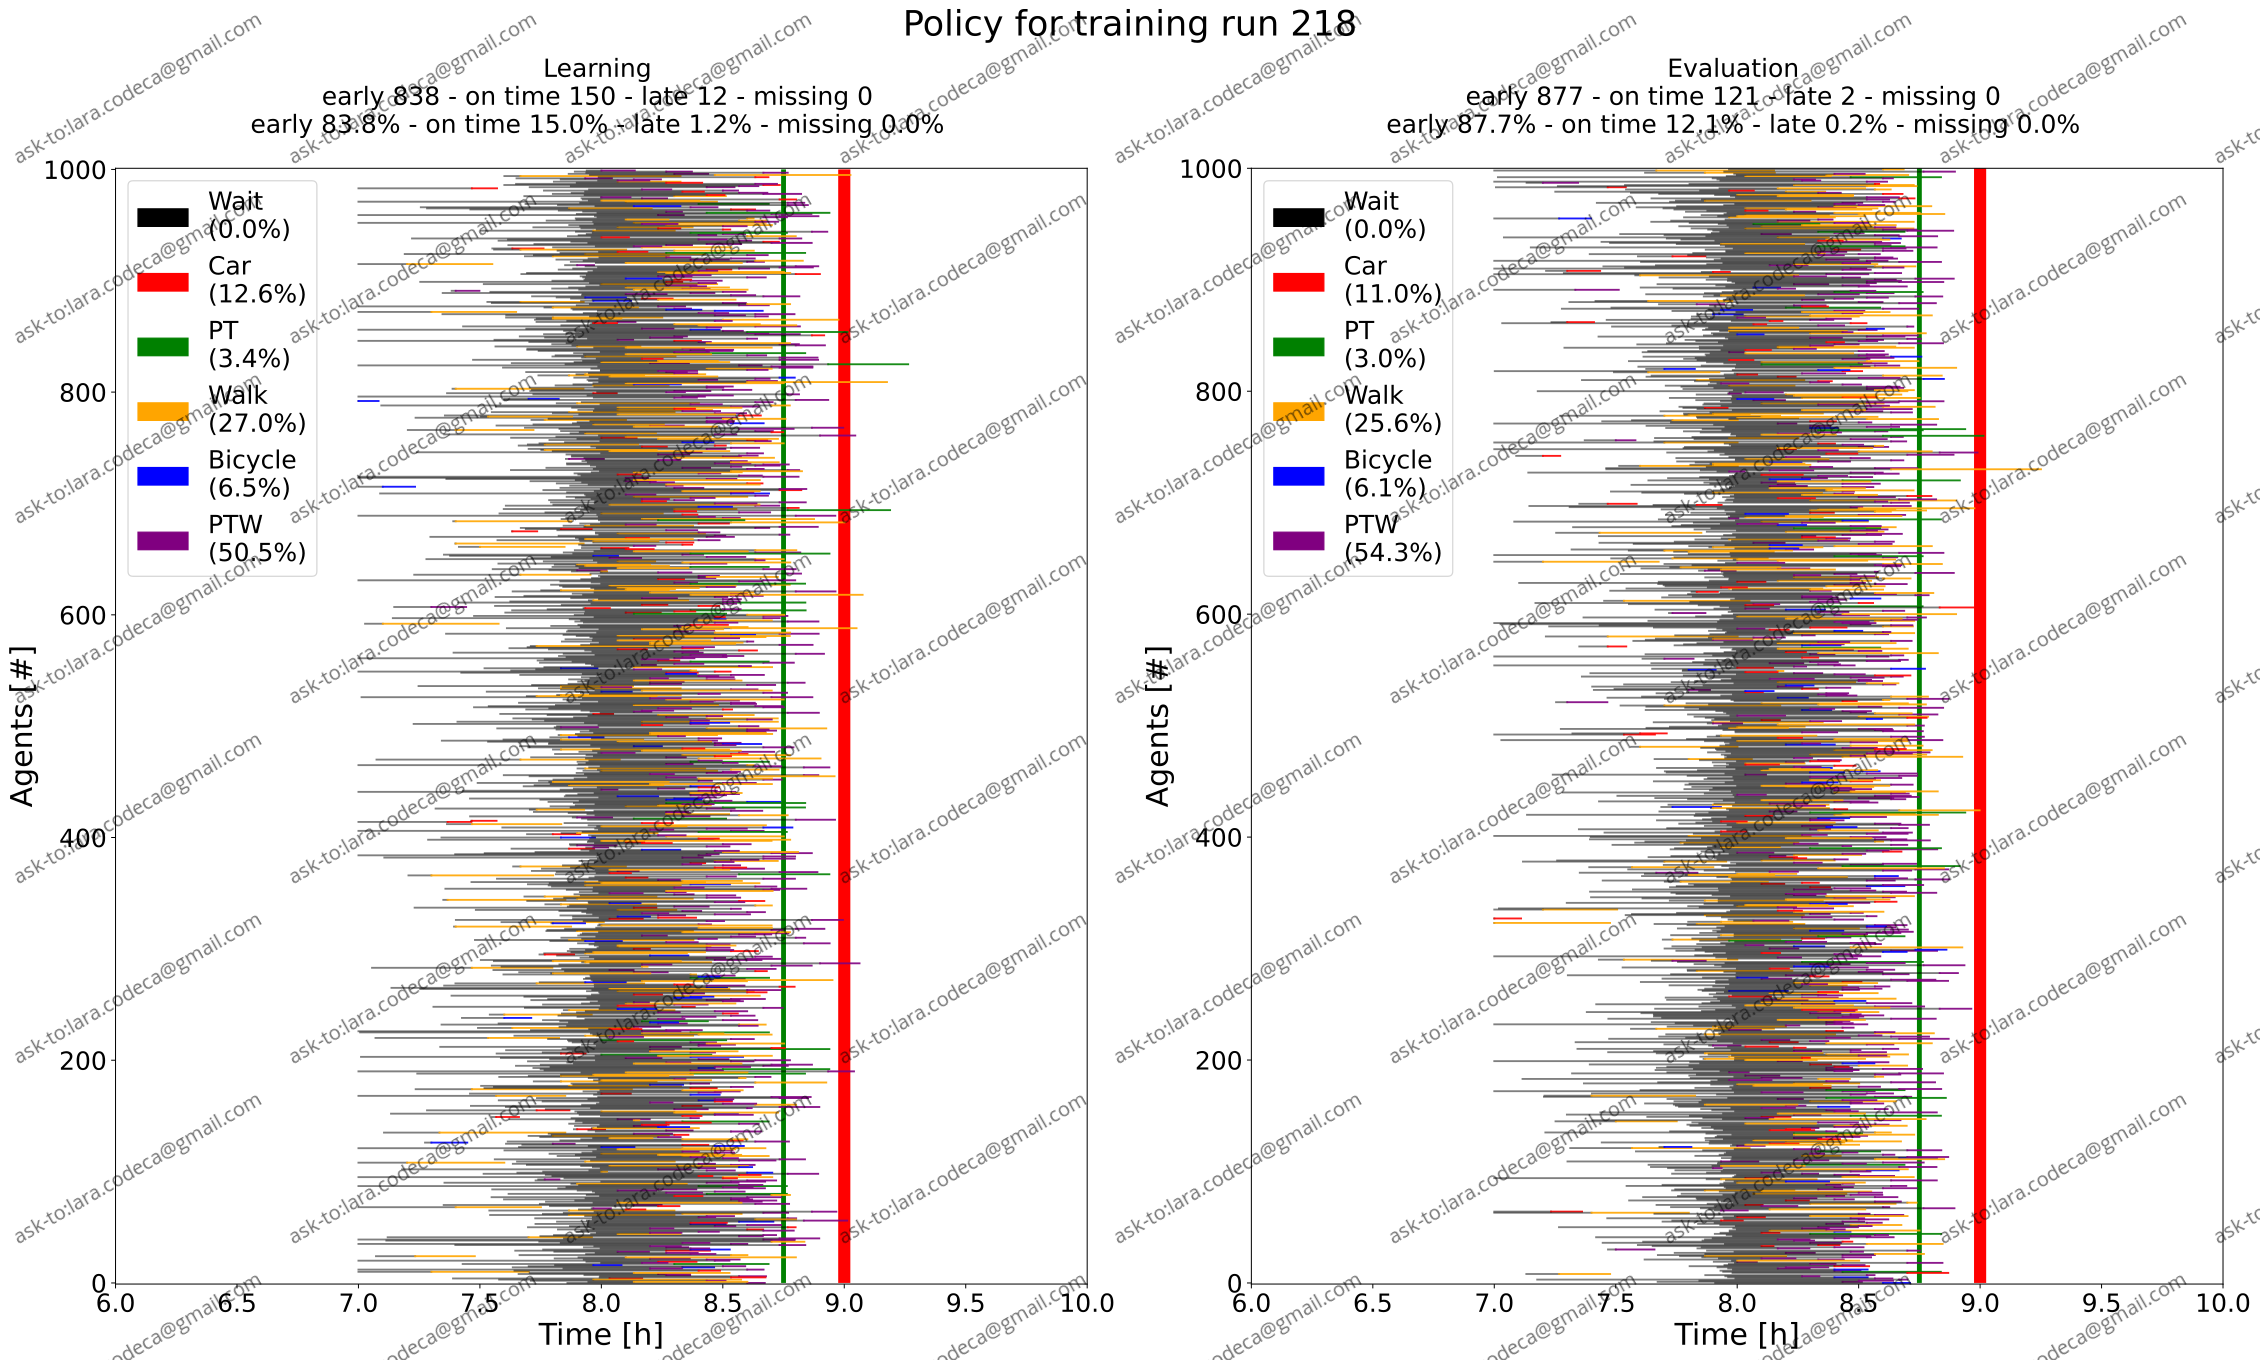 Policy for training run 218
Learning
early 838 - on time 150 - late 12 - missing 0
early 83.8% - on time 15.0% - late 1.2% - missing 0.0%
1000
800
600
400
200
0
Agents [#]
Wait
(0.0%)
Car
(12.6%)
PT
(3.4%)
Walk
(27.0%)
Bicycle
(6.5%)
PTW
(50.5%)
6.0 6.5 7.0 7.5 8.0 8.5 9.0 9.5 10.0
Time [h]
Evaluation
early 877 - on time 121 - late 2 - missing 0
early 87.7% - on time 12.1% - late 0.2% - missing 0.0%
1000
800
600
400
200
0
Agents [#]
Wait
(0.0%)
Car
(11.0%)
PT
(3.0%)
Walk
(25.6%)
Bicycle
(6.1%)
PTW
(54.3%)
6.0 6.5 7.0 7.5 8.0 8.5 9.0 9.5 10.0
Time [h]
ask-to:lara.codeca@gmail.com